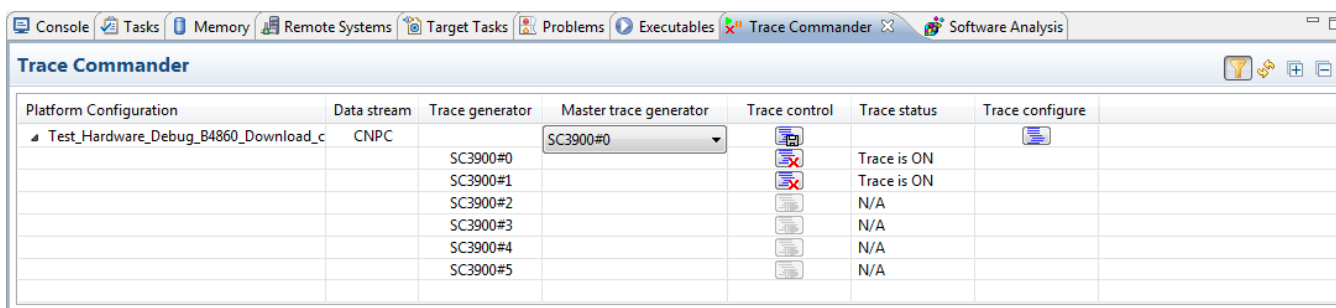 Console Tasks Memory Remote Systems Target Tasks Problems Executables Trace Commander Software Analysis
Trace Commander
Platform Configuration Data stream Trace generator Master trace generator Trace control Trace status Trace configure
Test_Hardware_Debug_B4860_Download_c CNPC SC3900#0
SC3900#0 Trace is ON
SC3900#1 Trace is ON
SC3900#2 N/A
SC3900#3 N/A
SC3900#4 N/A
SC3900#5 N/A